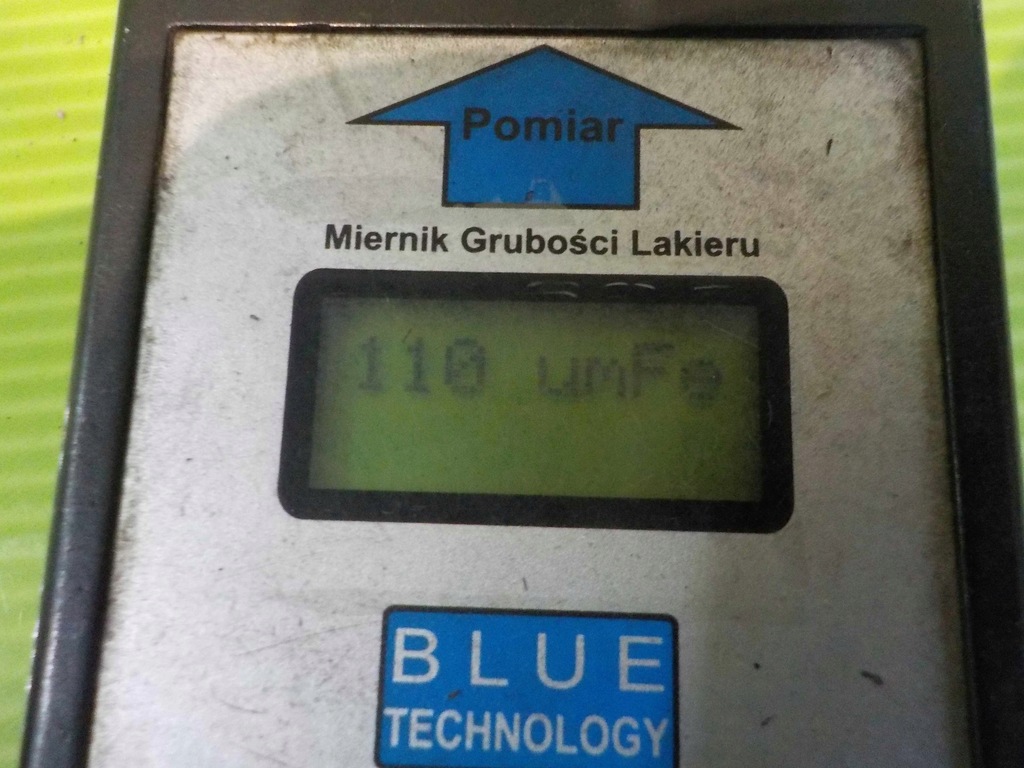 Pomiar
Miernik Grubości Lakieru
110 umFe
BLUE
TECHNOLOGY